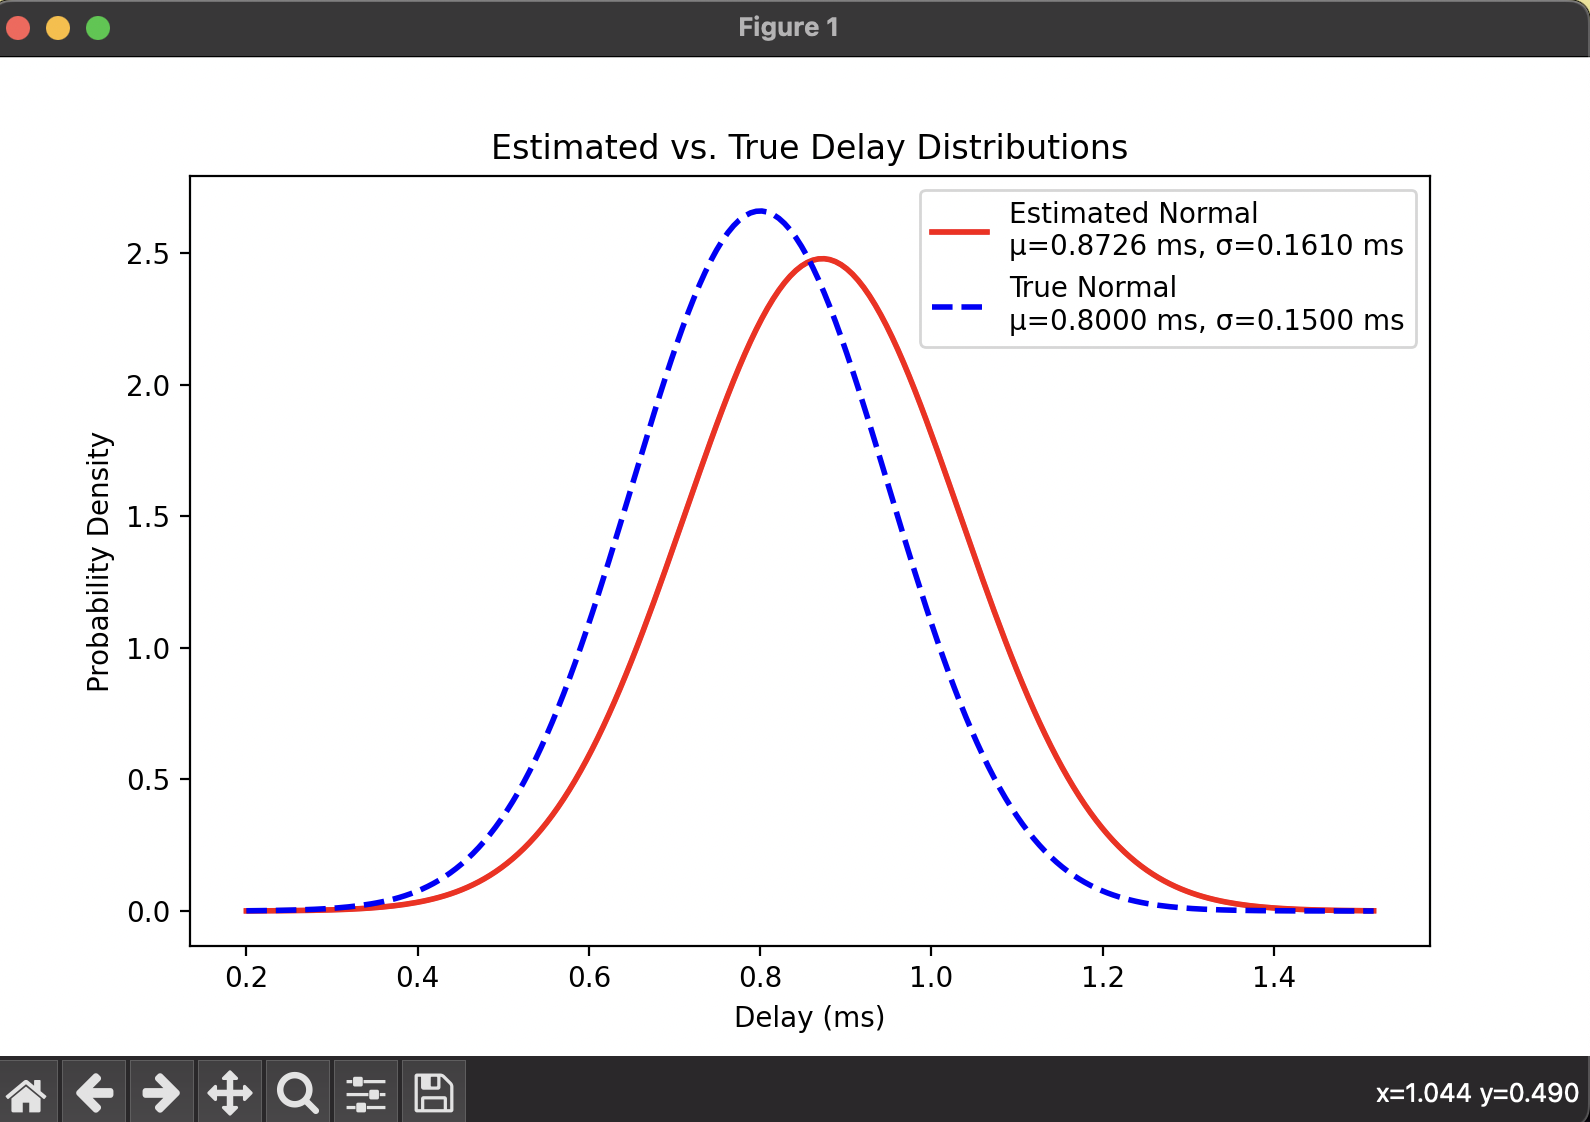 Figure 1
Estimated vs. True Delay Distributions
Estimated Normal
μ=0.8726 ms, σ=0.1610 ms
True Normal
μ=0.8000 ms, σ=0.1500 ms
Probability Density
2.5
2.0
1.5
1.0
0.5
0.0
0.2 0.4 0.6 0.8 1.0 1.2 1.4
Delay (ms)
x=1.044 y=0.490